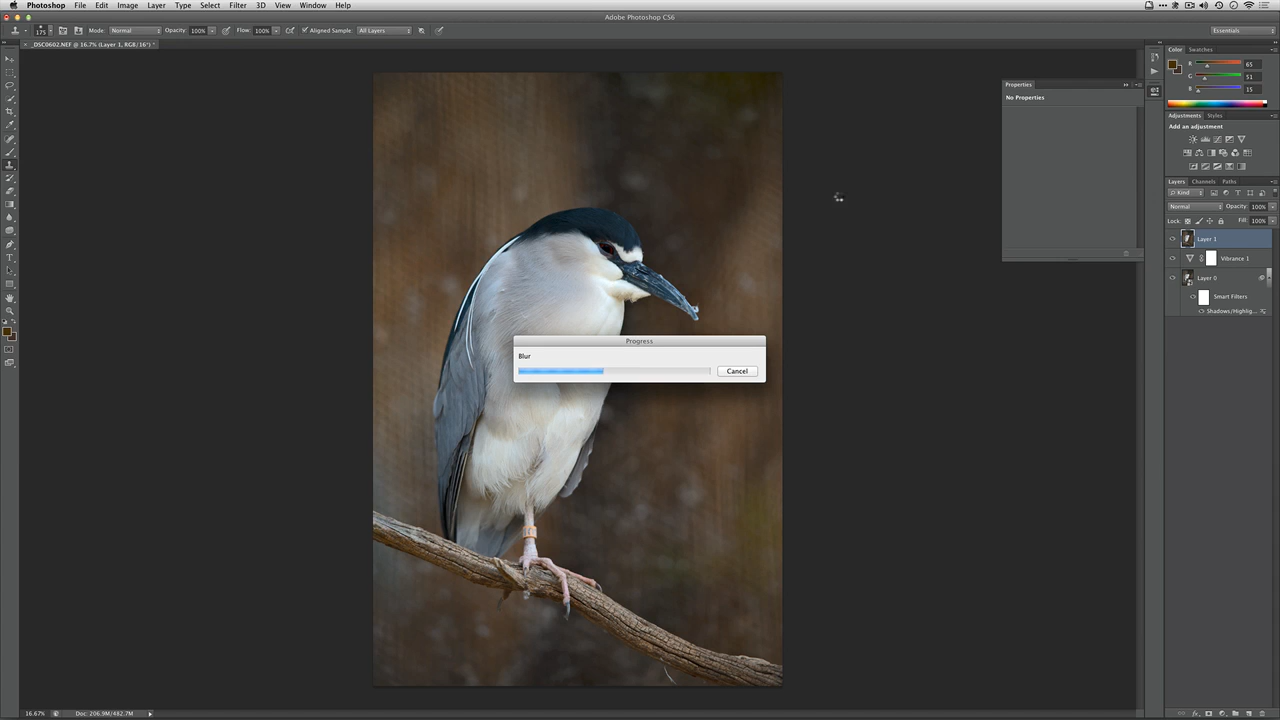 Photoshop File Edit Image Layer Type Select Filter 3D View Window Help
Adobe Photoshop CS6
175 Mode: Normal Opacity: 100% Flow: 100% Aligned Sample: All Layers Essentials
_DSC0602.NEF @ 16.7% (Layer 1, RGB/16*) *
Color Swatches
R 65
G 51
B 15
Properties
No Properties
Adjustments Styles
Add an adjustment
Layers Channels Paths
Kind
Normal Opacity: 100%
Lock: Fill: 100%
Layer 1
Vibrance 1
Layer 0
Smart Filters
Shadows/Highlig...
Progress
Blur
Cancel
16.67% Doc: 206.9M/482.7M